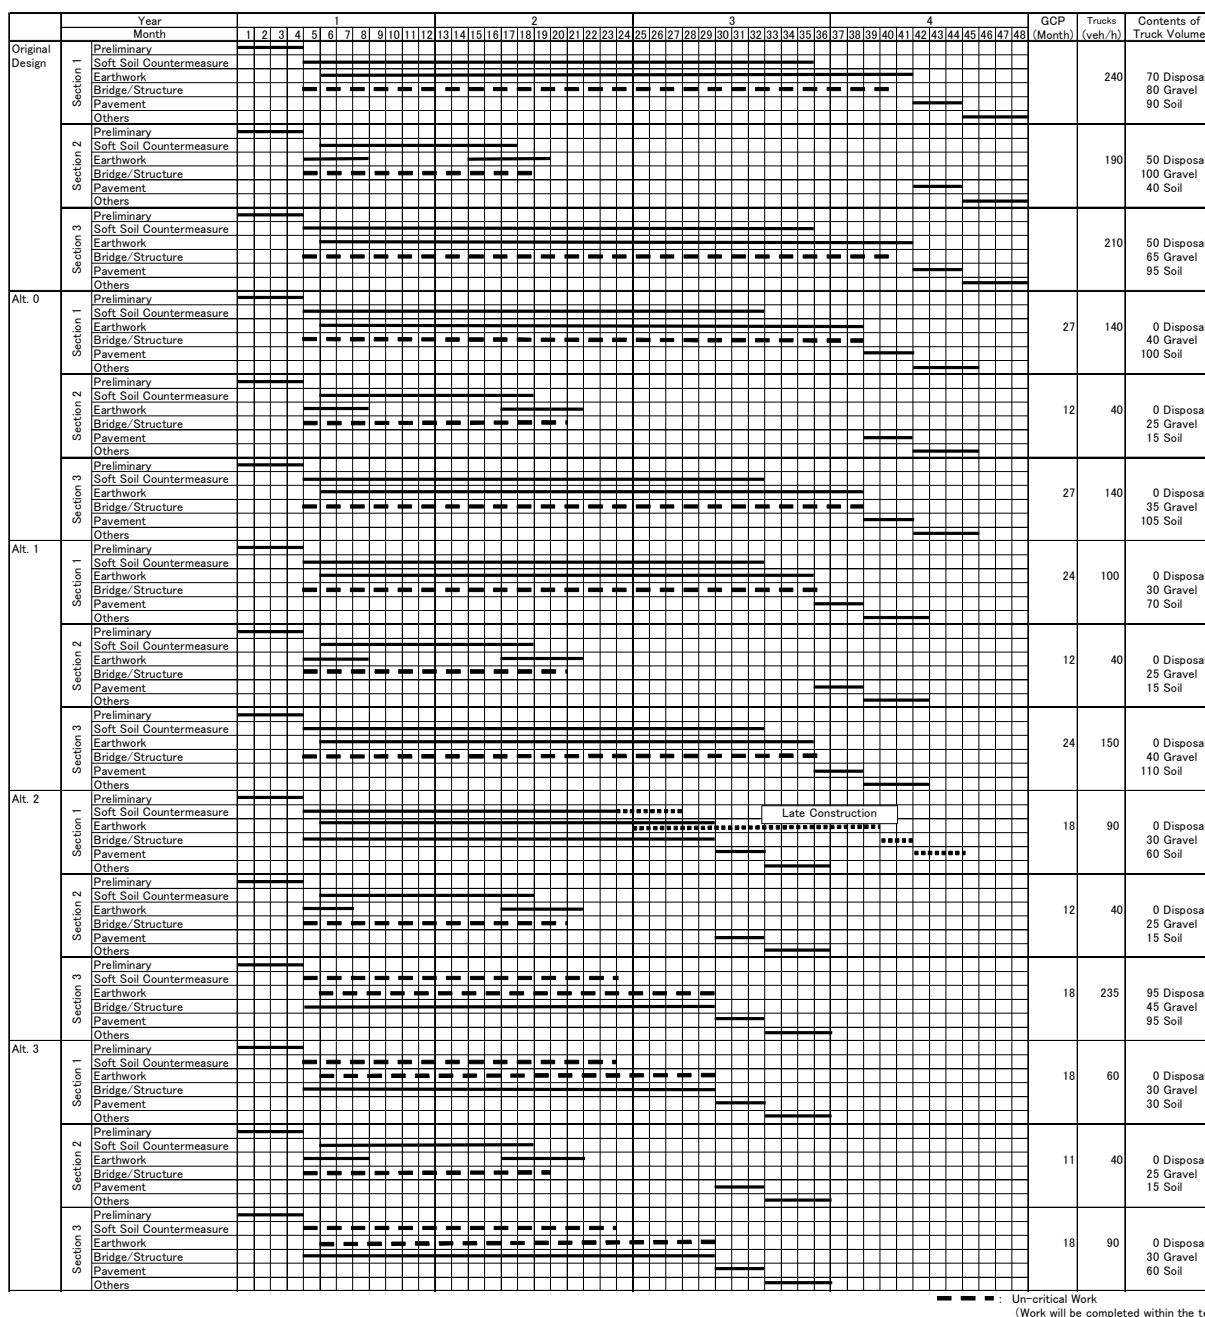 Year 1 2 3 4 GCP Trucks Contents of
Month 1 2 3 4 5 6 7 8 9 10 11 12 13 14 15 16 17 18 19 20 21 22 23 24 25 26 27 28 29 30 31 32 33 34 35 36 37 38 39 40 41 42 43 44 45 46 47 48 (Month) (veh/h) Truck Volume
Original Design
Section 1
Preliminary
Soft Soil Countermeasure
Earthwork 240 70 Disposal
Bridge/Structure 80 Gravel
Pavement 90 Soil
Others
Section 2
Preliminary
Soft Soil Countermeasure
Earthwork 190 50 Disposal
Bridge/Structure 100 Gravel
Pavement 40 Soil
Others
Section 3
Preliminary
Soft Soil Countermeasure
Earthwork 210 50 Disposal
Bridge/Structure 65 Gravel
Pavement 95 Soil
Others
Alt. 0
Section 1
Preliminary
Soft Soil Countermeasure
Earthwork 27 140 0 Disposal
Bridge/Structure 40 Gravel
Pavement 100 Soil
Others
Section 2
Preliminary
Soft Soil Countermeasure
Earthwork 12 40 0 Disposal
Bridge/Structure 25 Gravel
Pavement 15 Soil
Others
Section 3
Preliminary
Soft Soil Countermeasure
Earthwork 27 140 0 Disposal
Bridge/Structure 35 Gravel
Pavement 105 Soil
Others
Alt. 1
Section 1
Preliminary
Soft Soil Countermeasure
Earthwork 24 100 0 Disposal
Bridge/Structure 30 Gravel
Pavement 70 Soil
Others
Section 2
Preliminary
Soft Soil Countermeasure
Earthwork 12 40 0 Disposal
Bridge/Structure 25 Gravel
Pavement 15 Soil
Others
Section 3
Preliminary
Soft Soil Countermeasure
Earthwork 24 150 0 Disposal
Bridge/Structure 40 Gravel
Pavement 110 Soil
Others
Alt. 2
Section 1
Preliminary
Soft Soil Countermeasure Late Construction
Earthwork 18 90 0 Disposal
Bridge/Structure 30 Gravel
Pavement 60 Soil
Others
Section 2
Preliminary
Soft Soil Countermeasure
Earthwork 12 40 0 Disposal
Bridge/Structure 25 Gravel
Pavement 15 Soil
Others
Section 3
Preliminary
Soft Soil Countermeasure
Earthwork 18 235 95 Disposal
Bridge/Structure 45 Gravel
Pavement 95 Soil
Others
Alt. 3
Section 1
Preliminary
Soft Soil Countermeasure
Earthwork 18 60 0 Disposal
Bridge/Structure 30 Gravel
Pavement 30 Soil
Others
Section 2
Preliminary
Soft Soil Countermeasure
Earthwork 11 40 0 Disposal
Bridge/Structure 25 Gravel
Pavement 15 Soil
Others
Section 3
Preliminary
Soft Soil Countermeasure
Earthwork 18 90 0 Disposal
Bridge/Structure 30 Gravel
Pavement 60 Soil
Others
: Un-critical Work
(Work will be completed within the